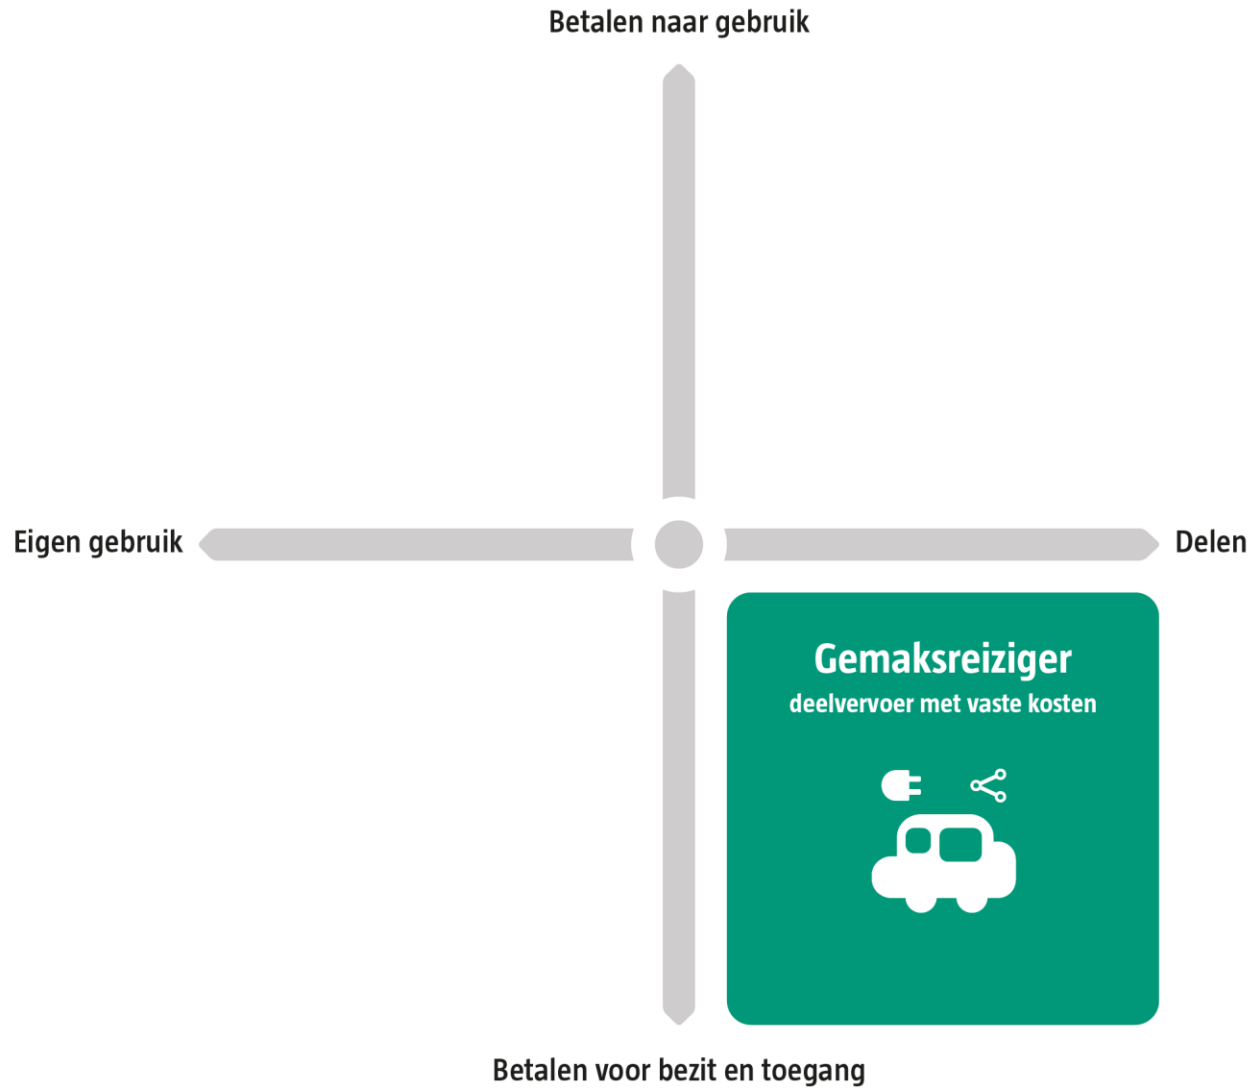 Betalen naar gebruik
Eigen gebruik
Delen
Gemaksreiziger
deelvervoer met vaste kosten
Betalen voor bezit en toegang